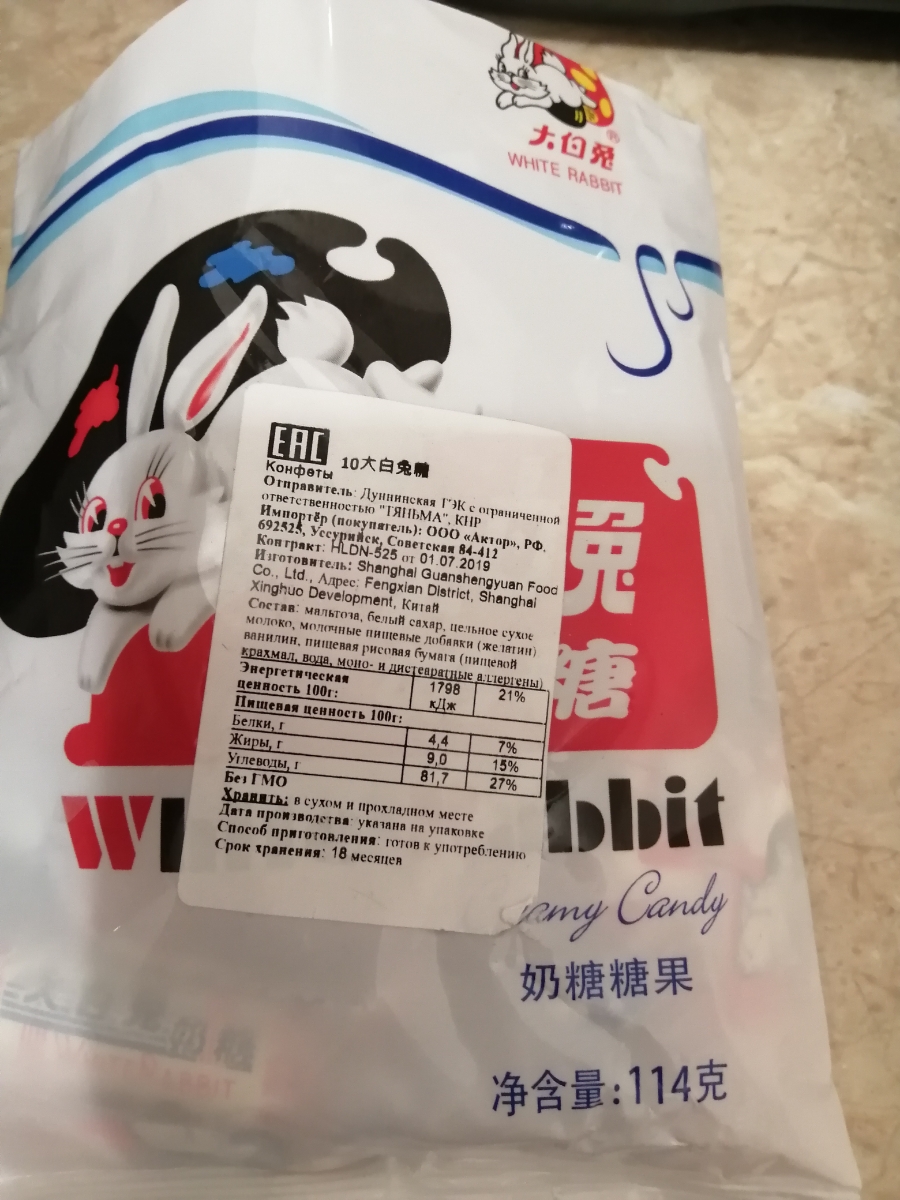 大白兔
WHITE RABBIT
EAC
Конфеты 10大白兔糖
Отправитель: Дуннинская ГЭК с ограниченной
ответственностью "ТЯНЬМА", КНР
Импортёр (покупатель): ООО «Актор», РФ,
692525, Уссурийск, Советская 84-412
Контракт: HLDN-525 от 01.07.2019
Изготовитель: Shanghai Guanshengyuan Food
Co., Ltd., Адрес: Fengxian District, Shanghai
Xinghuo Development, Китай
Состав: мальтоза, белый сахар, цельное сухое
молоко, молочные пищевые добавки (желатин)
ванилин, пищевая рисовая бумага (пищевой
крахмал, вода, моно- и дистеаратные аллергены)
Энергетическая ценность 100г: 1798 кДж 21%
Пищевая ценность 100г:
Белки, г 4,4 7%
Жиры, г 9,0 15%
Углеводы, г 81,7 27%
Без ГМО
Хранить: в сухом и прохладном месте
Дата производства: указана на упаковке
Способ приготовления: готов к употреблению
Срок хранения: 18 месяцев
兔
糖
W bbit
amy Candy
奶糖糖果
净含量:114克